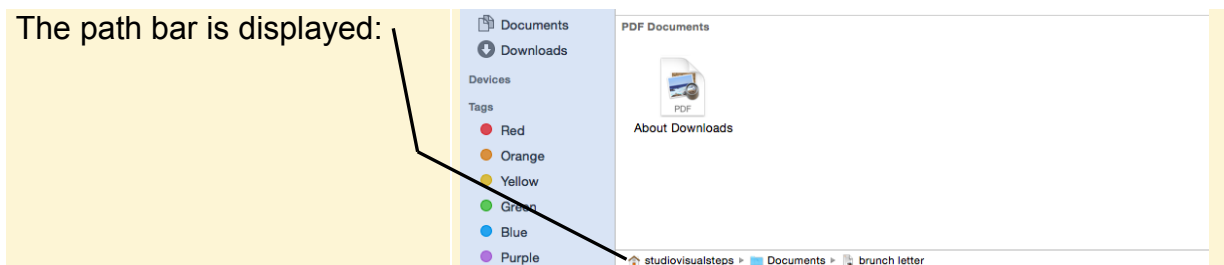 The path bar is displayed:
Documents
Downloads
Devices
Tags
Red
Orange
Yellow
Green
Blue
Purple
PDF Documents
PDF
About Downloads
studiovisualsteps ▸ Documents ▸ brunch letter